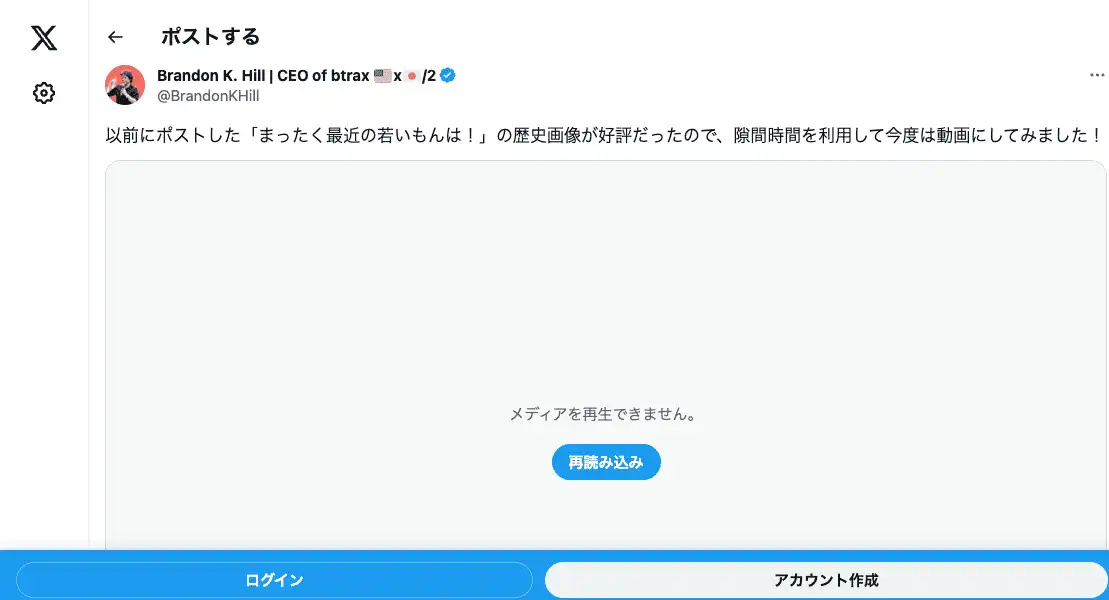 ポストする
Brandon K. Hill | CEO of btrax 🇺🇸x🇯🇵/2
@BrandonKHill
以前にポストした「まったく最近の若いもんは！」の歴史画像が好評だったので、隙間時間を利用して今度は動画にしてみました！
メディアを再生できません。
再読み込み
ログイン
アカウント作成